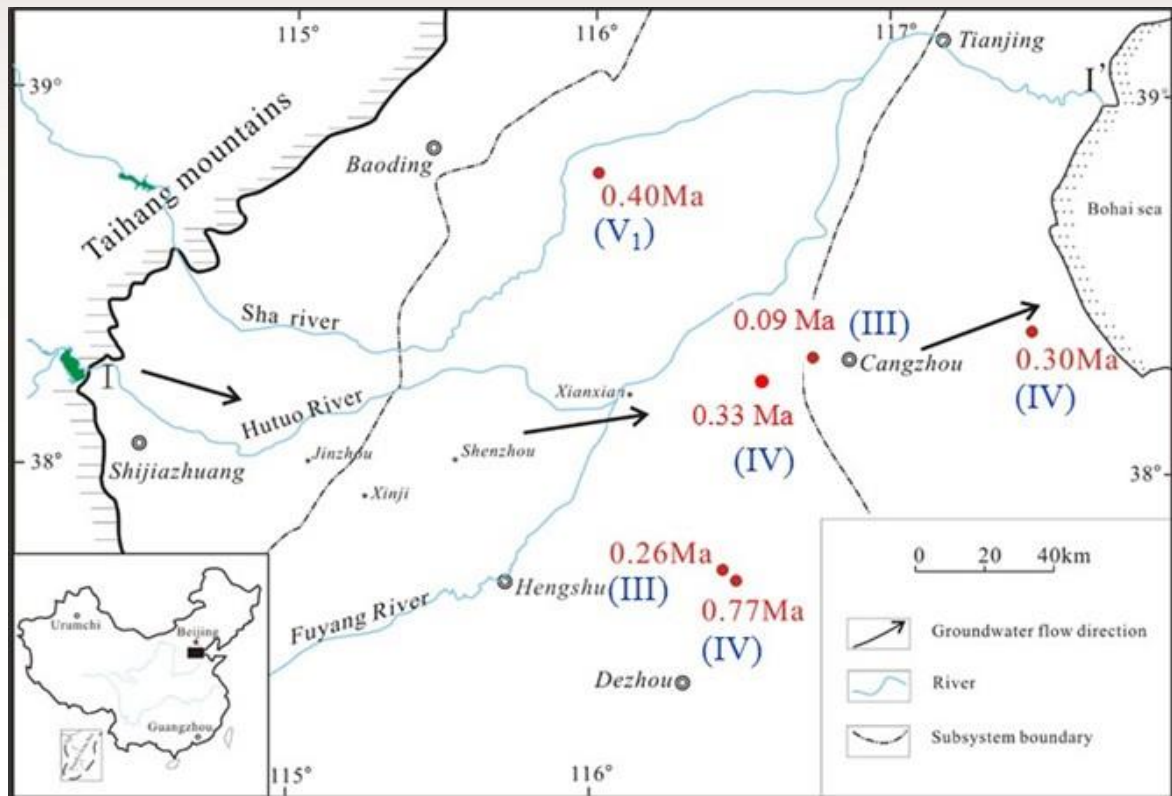 115°
116°
117°
39°
Taihang mountains
Baoding
Tianjing
I'
39°
0.40Ma
(V₁)
Bohai sea
Sha river
0.09 Ma (III)
Cangzhou
0.30Ma
(IV)
I
Hutuo River
Xianxian
0.33 Ma
(IV)
Shijiazhuang
Jinzhou
Shenzhou
38°
38°
Xinji
0.26Ma
(III)
Hengshu
0.77Ma
(IV)
Fuyang River
Dezhou
115°
116°
Urumchi
Beijing
Guangzhou
0 20 40km
Groundwater flow direction
River
Subsystem boundary